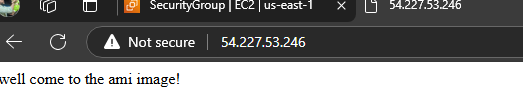 SecurityGroup | EC2 | us-east-1
54.227.53.246
Not secure
54.227.53.246
well come to the ami image!